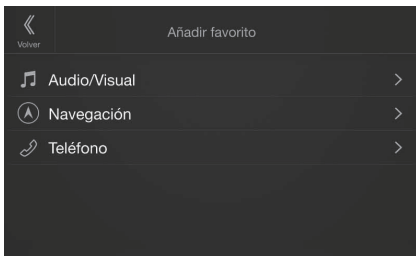 Volver
Añadir favorito
Audio/Visual
Navegación
Teléfono